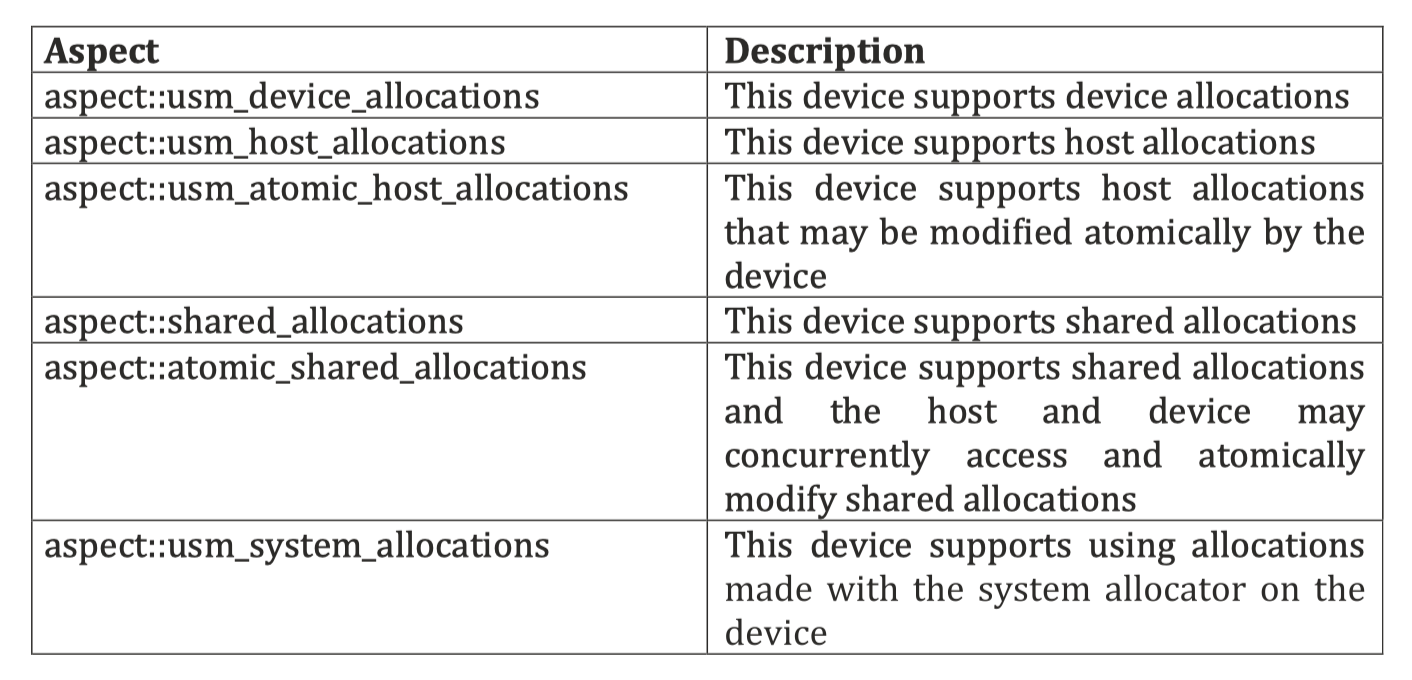 Aspect
Description
aspect::usm_device_allocations
This device supports device allocations
aspect::usm_host_allocations
This device supports host allocations
aspect::usm_atomic_host_allocations
This device supports host allocations
that may be modified atomically by the
device
aspect::shared_allocations
This device supports shared allocations
aspect::atomic_shared_allocations
This device supports shared allocations
and the host and device may
concurrently access and atomically
modify shared allocations
aspect::usm_system_allocations
This device supports using allocations
made with the system allocator on the
device